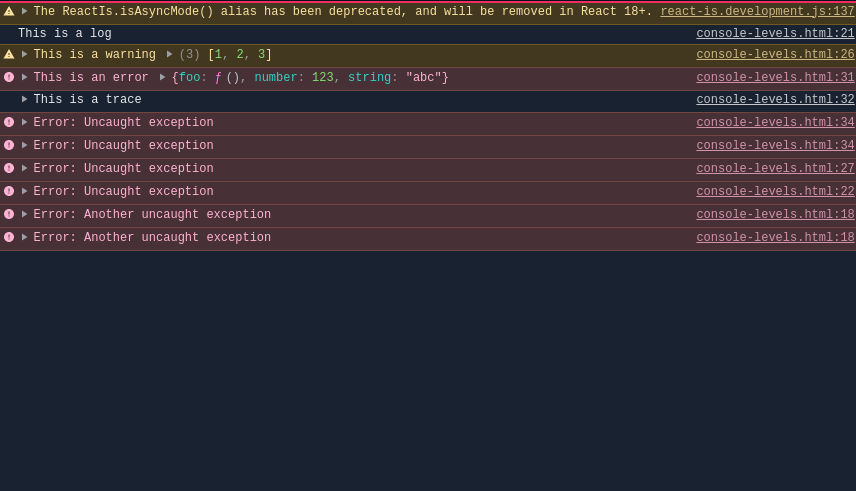 The ReactIs.isAsyncMode() alias has been deprecated, and will be removed in React 18+. react-is.development.js:137
This is a log console-levels.html:21
This is a warning (3) [1, 2, 3] console-levels.html:26
This is an error {foo: ƒ (), number: 123, string: "abc"} console-levels.html:31
This is a trace console-levels.html:32
Error: Uncaught exception console-levels.html:34
Error: Uncaught exception console-levels.html:34
Error: Uncaught exception console-levels.html:27
Error: Uncaught exception console-levels.html:22
Error: Another uncaught exception console-levels.html:18
Error: Another uncaught exception console-levels.html:18